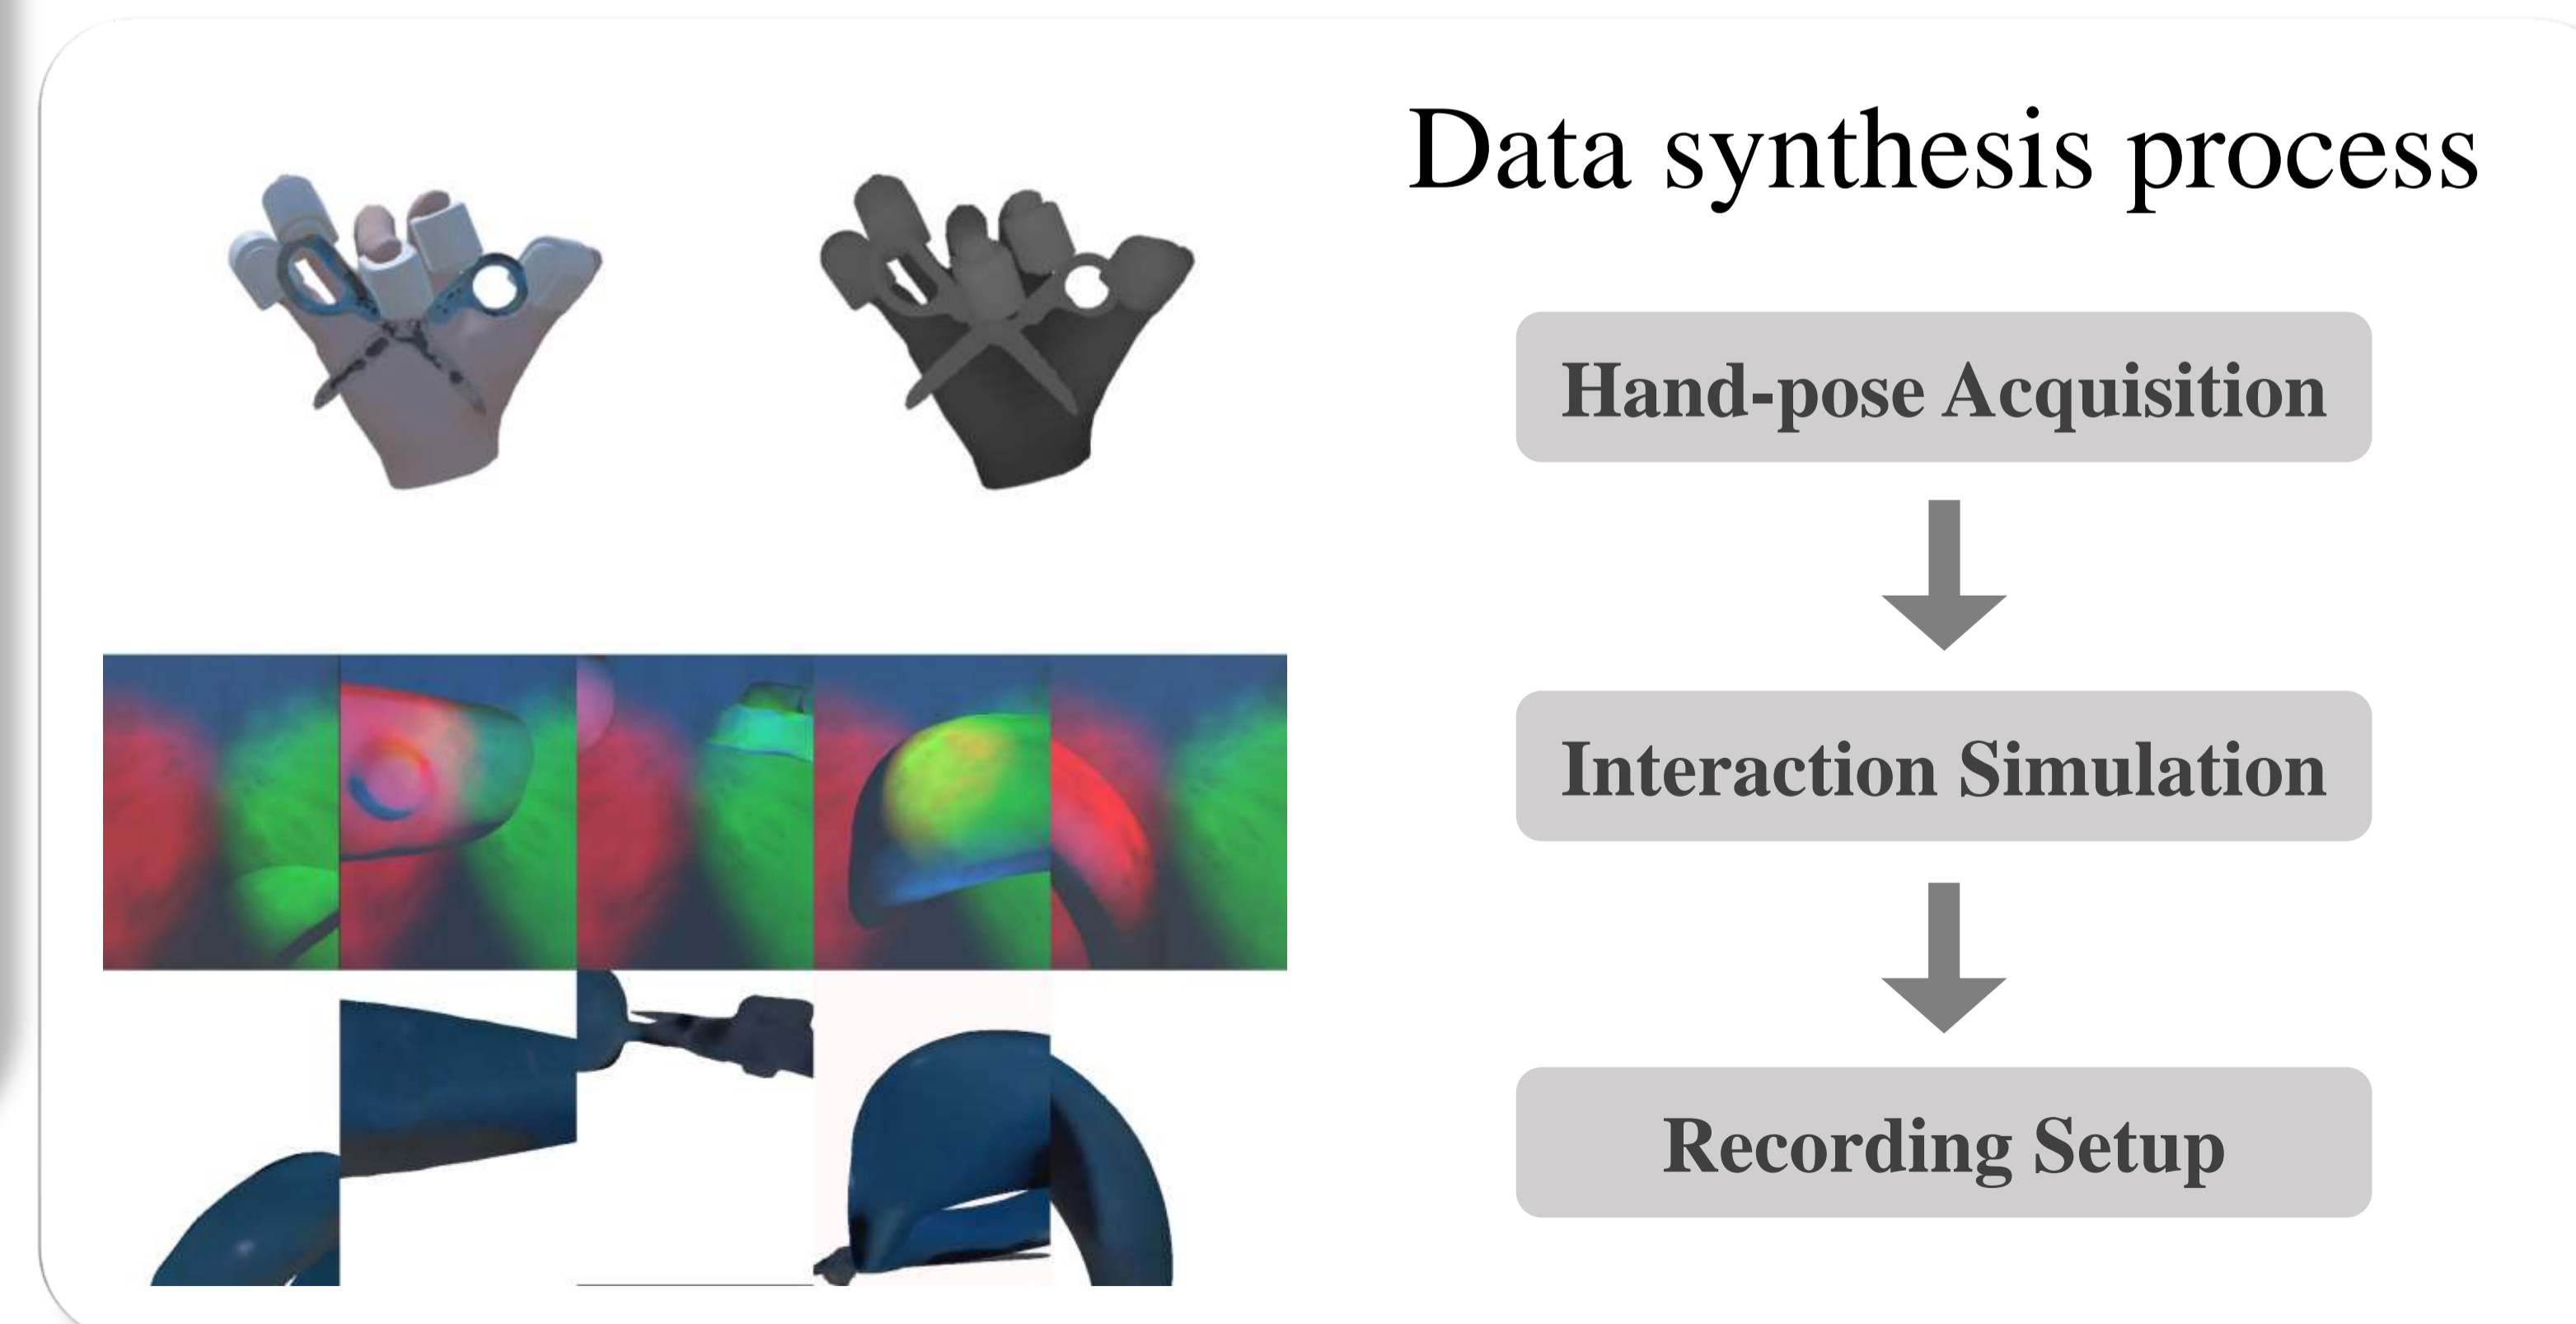 Data synthesis process
Hand-pose Acquisition
Interaction Simulation
Recording Setup